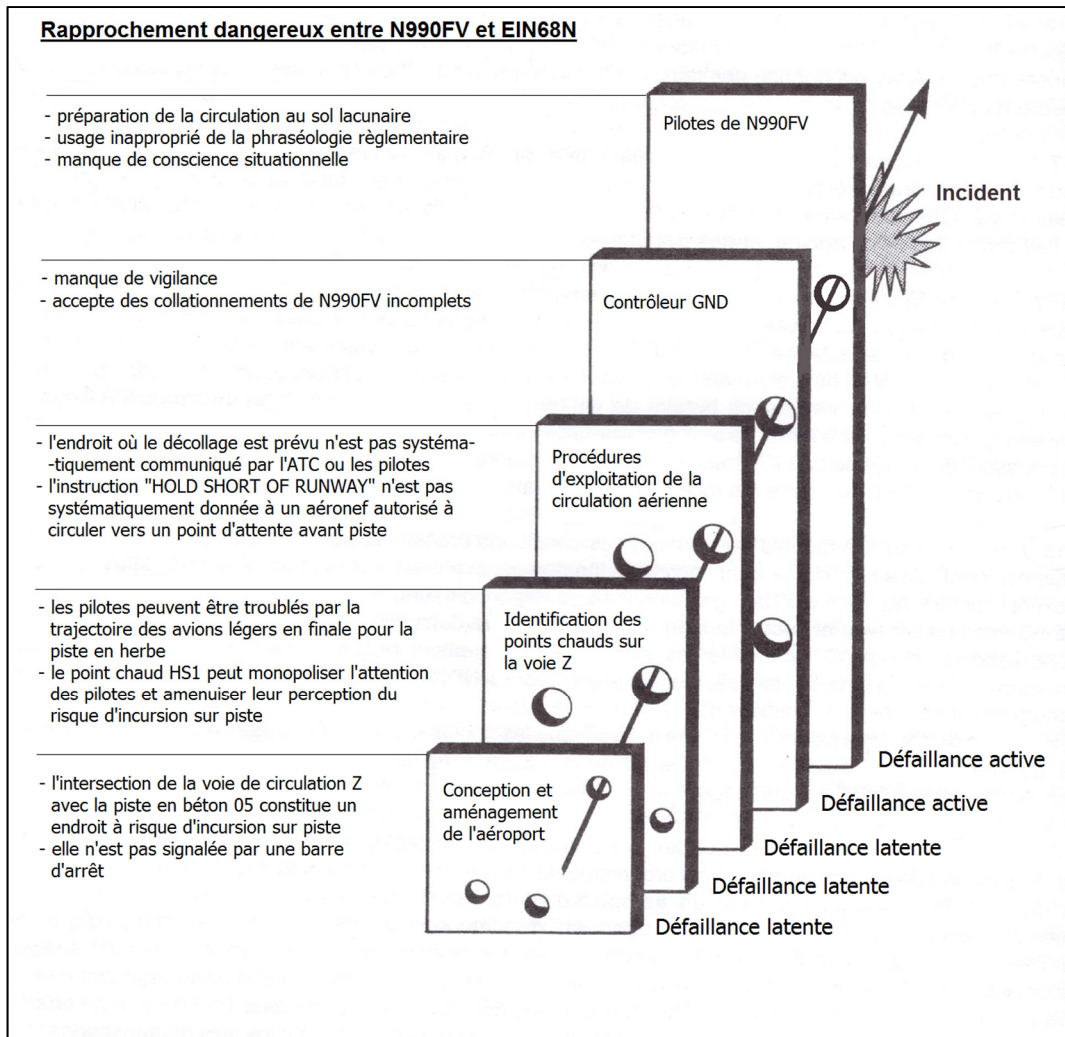 Rapprochement dangereux entre N990FV et EIN68N
- préparation de la circulation au sol lacunaire
- usage inapproprié de la phraséologie règlementaire
- manque de conscience situationnelle
Pilotes de N990FV
Incident
- manque de vigilance
- accepte des collationnements de N990FV incomplets
Contrôleur GND
- l'endroit où le décollage est prévu n'est pas systéma-
-tiquement communiqué par l'ATC ou les pilotes
- l'instruction "HOLD SHORT OF RUNWAY" n'est pas
systématiquement donnée à un aéronef autorisé à
circuler vers un point d'attente avant piste
Procédures
d'exploitation de la
circulation aérienne
- les pilotes peuvent être troublés par la
trajectoire des avions légers en finale pour la
piste en herbe
- le point chaud HS1 peut monopoliser l'attention
des pilotes et amenuiser leur perception du
risque d'incursion sur piste
Identification des
points chauds sur
la voie Z
- l'intersection de la voie de circulation Z
avec la piste en béton 05 constitue un
endroit à risque d'incursion sur piste
- elle n'est pas signalée par une barre
d'arrêt
Conception et
aménagement
de l'aéroport
Défaillance active
Défaillance active
Défaillance latente
Défaillance latente
Défaillance latente